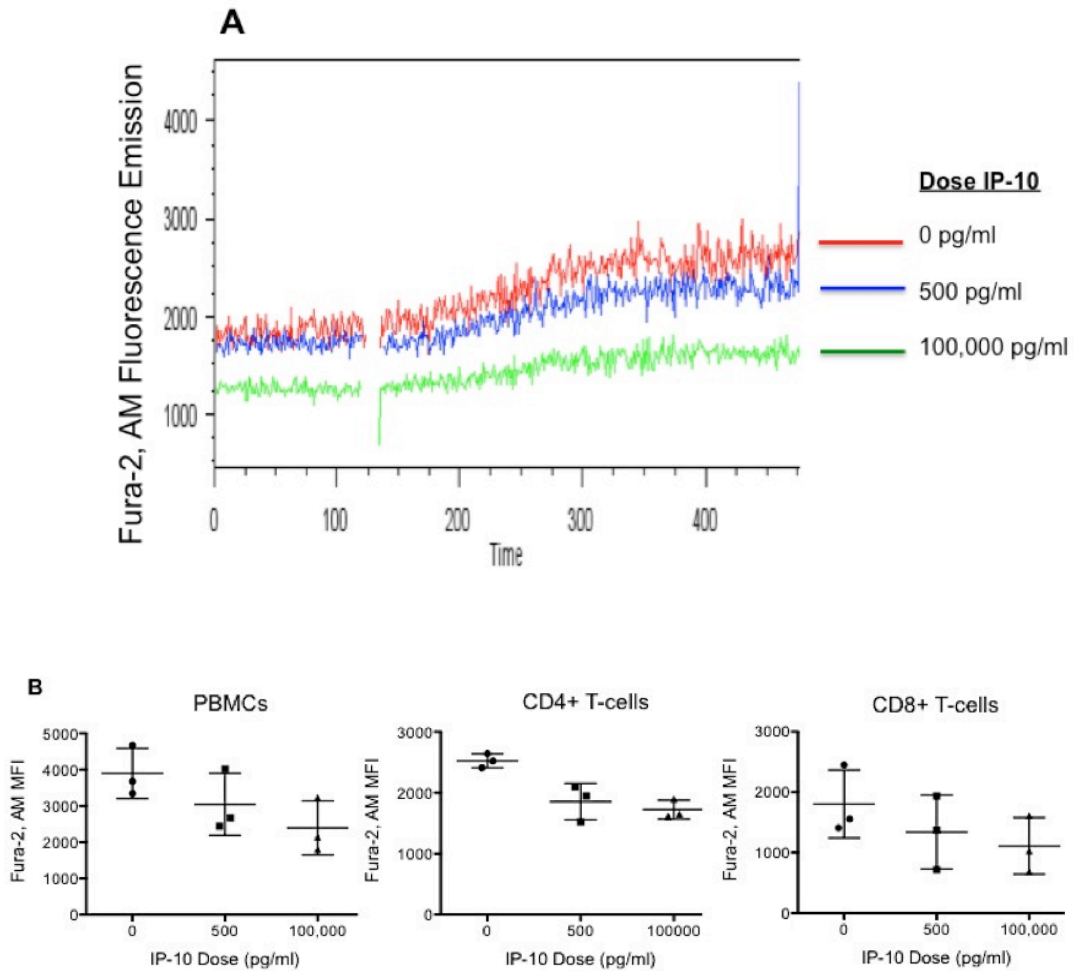 A
Fura-2, AM Fluorescence Emission
4000
3000
2000
1000
0
100
200
300
400
Time
Dose IP-10
0 pg/ml
500 pg/ml
100,000 pg/ml
B
PBMCs
Fura-2, AM MFI
5000
4000
3000
2000
1000
0
0
500
100,000
IP-10 Dose (pg/ml)
CD4+ T-cells
Fura-2, AM MFI
3000
2000
1000
0
0
500
100000
IP-10 Dose (pg/ml)
CD8+ T-cells
Fura-2, AM MFI
3000
2000
1000
0
0
500
100,000
IP-10 Dose (pg/ml)